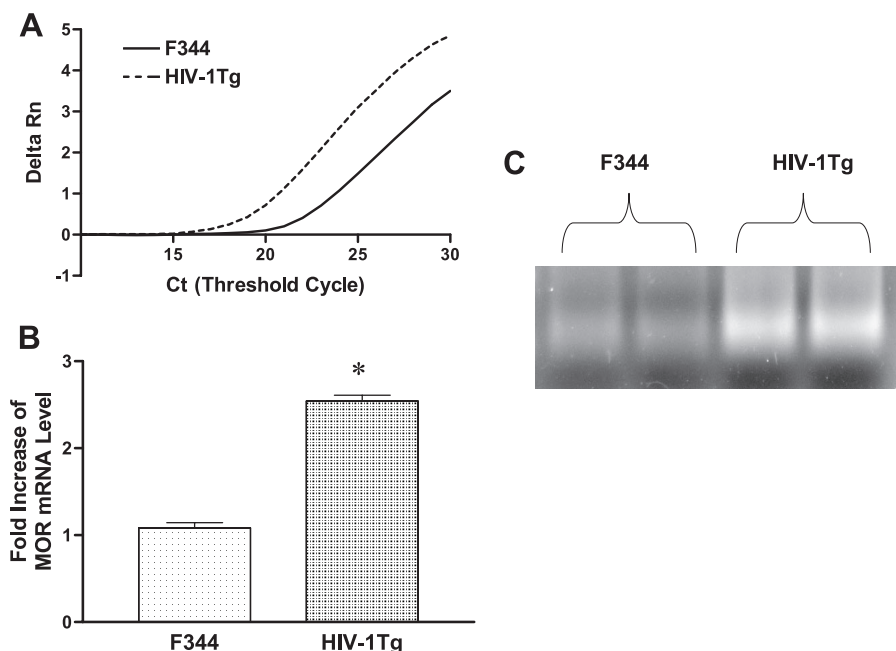 A
F344
HIV-1Tg
Delta Rn
5
4
3
2
1
0
-1
15 20 25 30
Ct (Threshold Cycle)
B
Fold Increase of
MOR mRNA Level
3
2
1
0
*
F344 HIV-1Tg
C
F344 HIV-1Tg